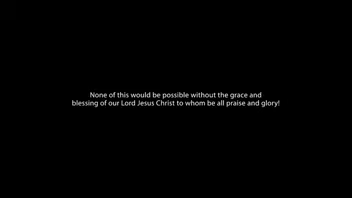 None of this would be possible without the grace and
blessing of our Lord Jesus Christ to whom be all praise and glory!